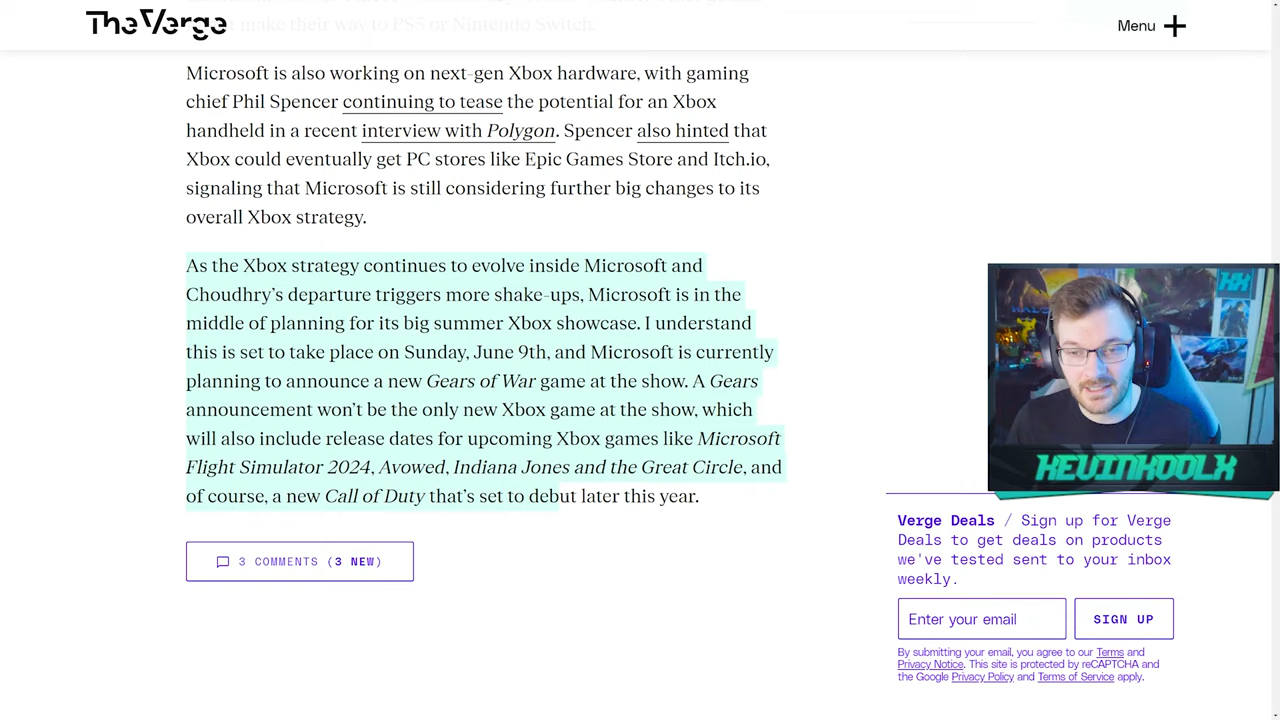 The Verge
Menu
make their way to PS5 or Nintendo Switch.
Microsoft is also working on next-gen Xbox hardware, with gaming
chief Phil Spencer continuing to tease the potential for an Xbox
handheld in a recent interview with Polygon. Spencer also hinted that
Xbox could eventually get PC stores like Epic Games Store and Itch.io,
signaling that Microsoft is still considering further big changes to its
overall Xbox strategy.
As the Xbox strategy continues to evolve inside Microsoft and
Choudhry’s departure triggers more shake-ups, Microsoft is in the
middle of planning for its big summer Xbox showcase. I understand
this is set to take place on Sunday, June 9th, and Microsoft is currently
planning to announce a new Gears of War game at the show. A Gears
announcement won’t be the only new Xbox game at the show, which
will also include release dates for upcoming Xbox games like Microsoft
Flight Simulator 2024, Avowed, Indiana Jones and the Great Circle, and
of course, a new Call of Duty that’s set to debut later this year.
3 COMMENTS (3 NEW)
KEVINKOOLX
Verge Deals / Sign up for Verge
Deals to get deals on products
we've tested sent to your inbox
weekly.
Enter your email
SIGN UP
By submitting your email, you agree to our Terms and
Privacy Notice. This site is protected by reCAPTCHA and
the Google Privacy Policy and Terms of Service apply.